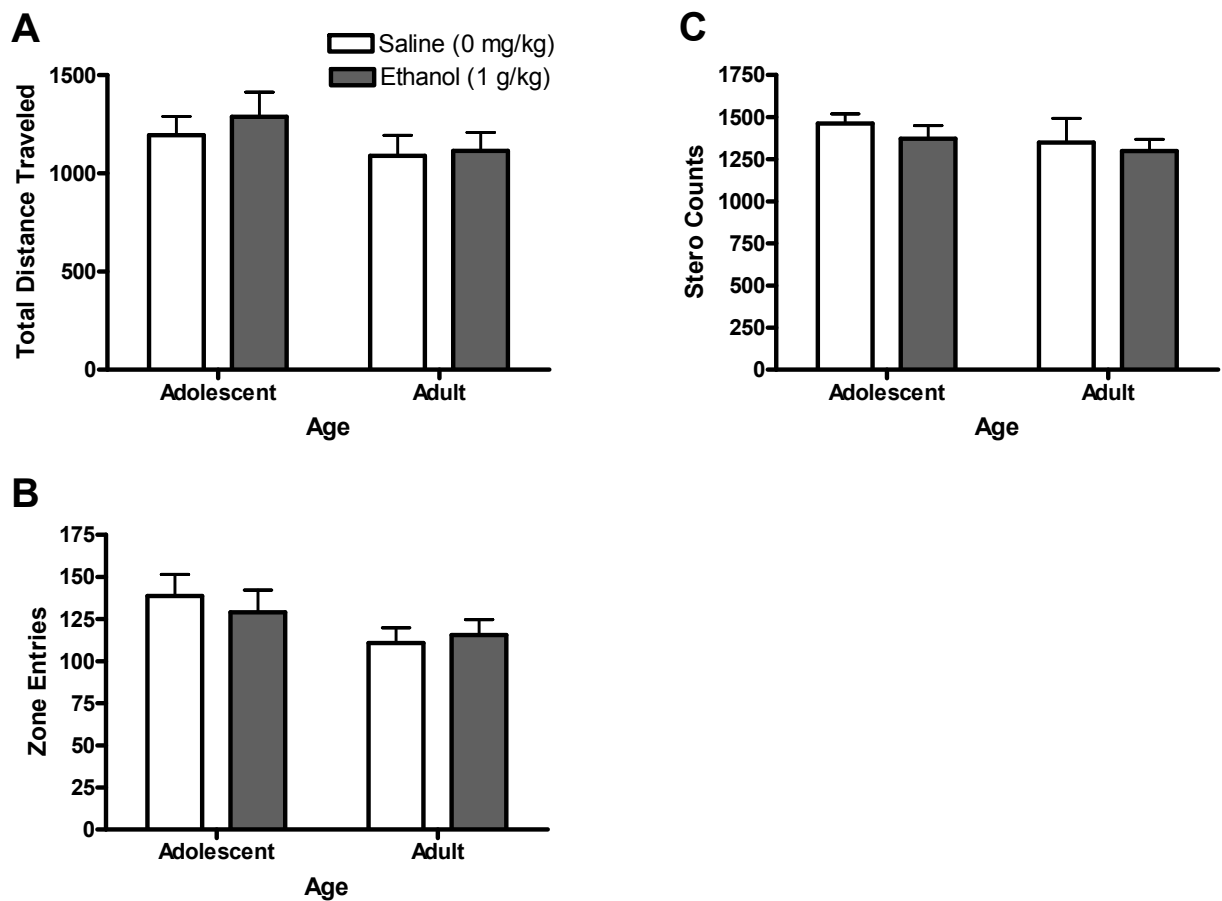 A
Saline (0 mg/kg)
Ethanol (1 g/kg)
Total Distance Traveled
1500
1000
500
0
Adolescent Adult
Age
C
Stero Counts
1750
1500
1250
1000
750
500
250
0
Adolescent Adult
Age
B
Zone Entries
175
150
125
100
75
50
25
0
Adolescent Adult
Age